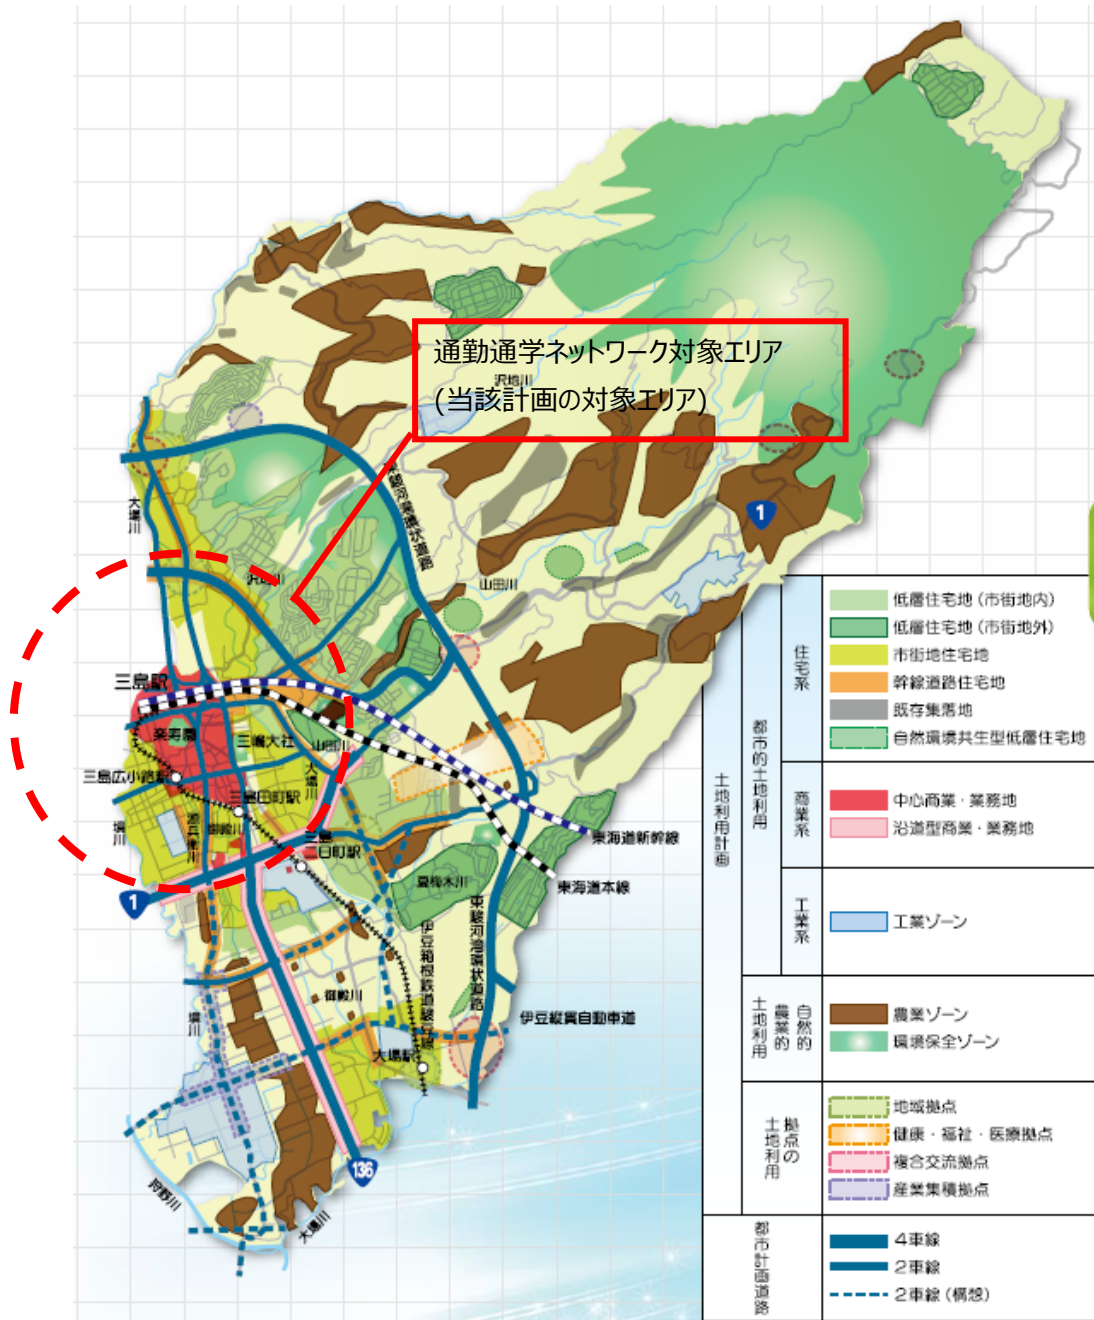 通勤通学ネットワーク対象エリア
(当該計画の対象エリア)
沢地川
大場川
沢地川
山田川
1
三島駅
楽寿園
三嶋大社
山田川
大場川
三島広小路駅
三島田町駅
境川
源兵衛川
御殿川
三島
二日町駅
1
夏梅木川
東海道新幹線
東海道本線
東駿河湾環状道路
伊豆箱根鉄道駿豆線
御殿川
境川
伊豆縦貫自動車道
大場駅
136
狩野川
大場川
土地利用計画
都市的土地利用
住宅系
低層住宅地(市街地内)
低層住宅地(市街地外)
市街地住宅地
幹線道路住宅地
既存集落地
自然環境共生型低層住宅地
商業系
中心商業・業務地
沿道型商業・業務地
工業系
工業ゾーン
自然的
農業的
土地利用
農業ゾーン
環境保全ゾーン
拠点の
土地利用
地域拠点
健康・福祉・医療拠点
複合交流拠点
産業集積拠点
都市計画道路
4車線
2車線
2車線(構想)